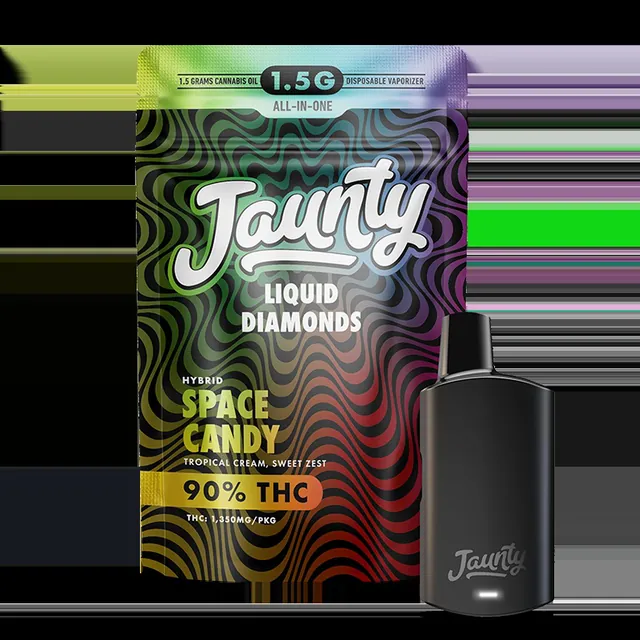 1.5 GRAMS CANNABIS OIL 1.5G DISPOSABLE VAPORIZER
ALL-IN-ONE
Jaunty
LIQUID
DIAMONDS
HYBRID
SPACE
CANDY
TROPICAL CREAM, SWEET ZEST
90% THC
THC: 1,350MG/PKG
Jaunty